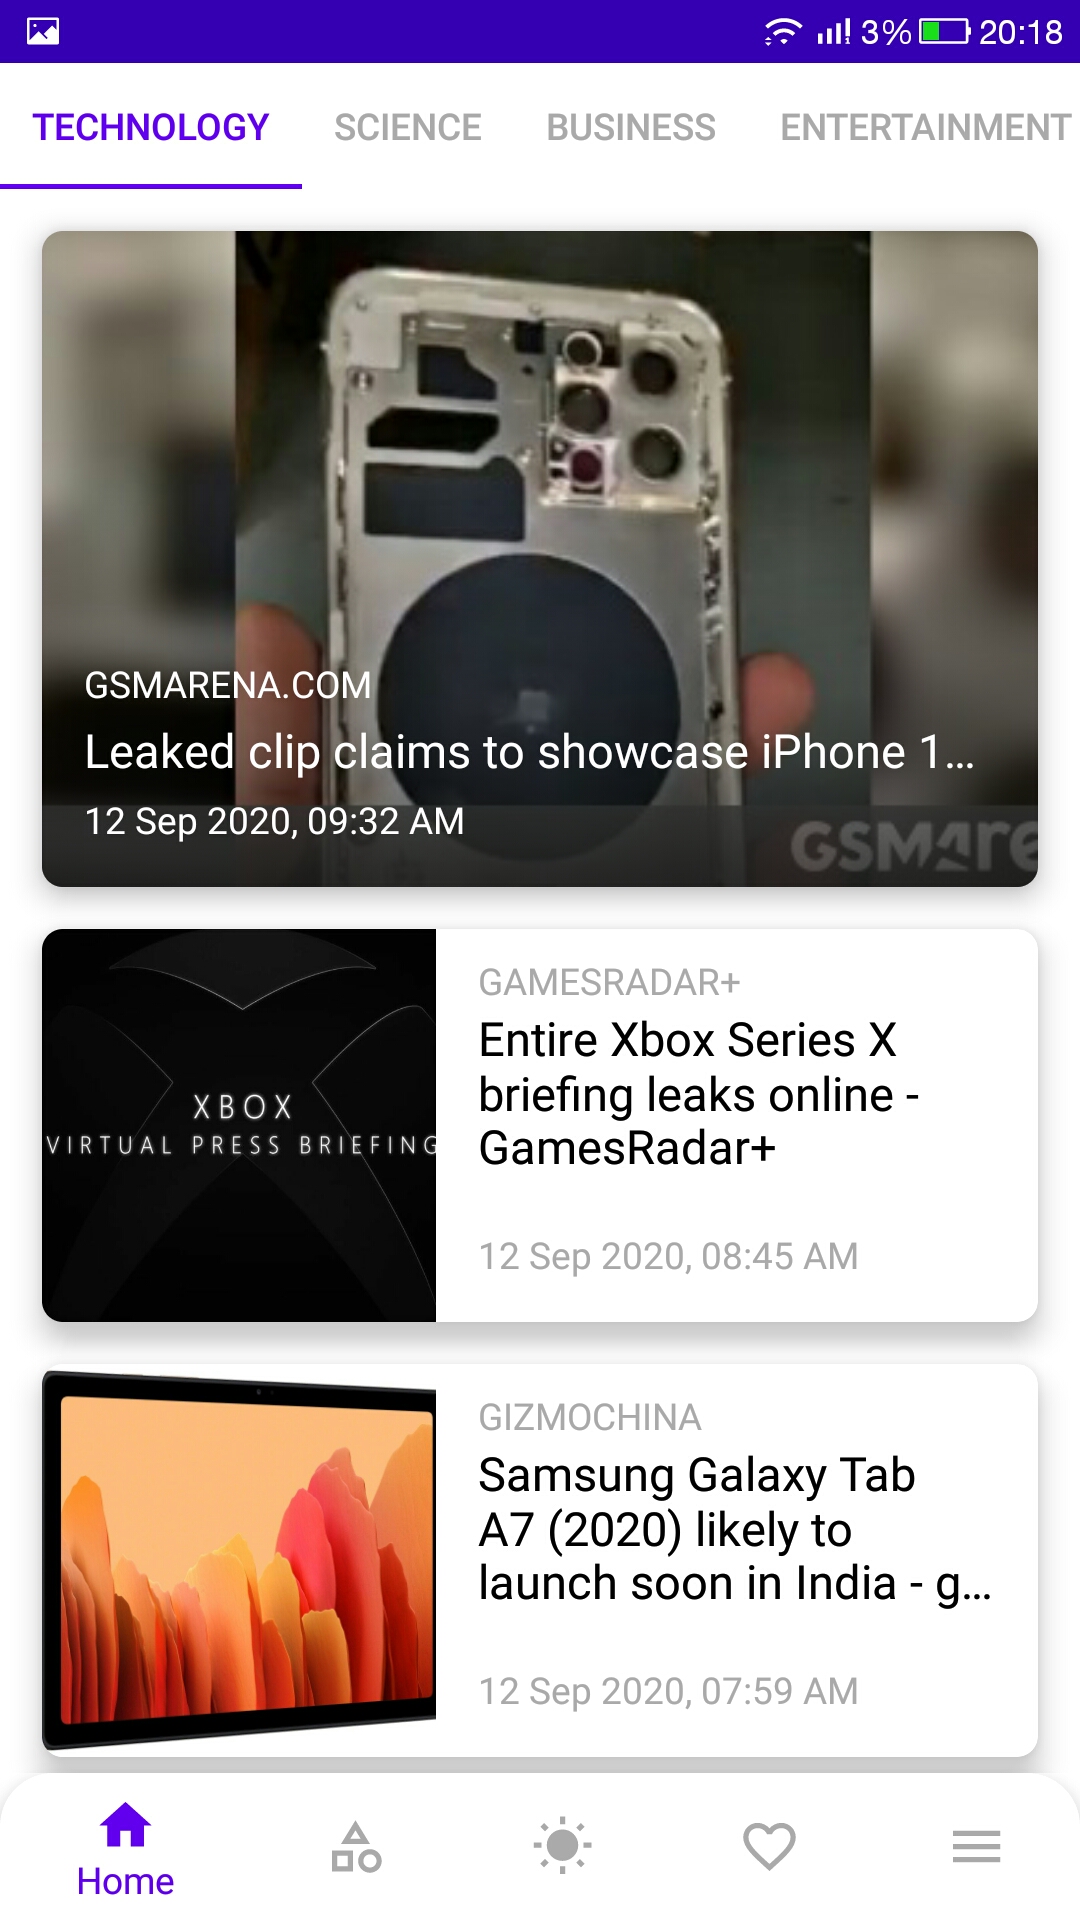 3% 20:18
TECHNOLOGY SCIENCE BUSINESS ENTERTAINMENT
GSMARENA.COM
Leaked clip claims to showcase iPhone 1...
12 Sep 2020, 09:32 AM
GSMAre
XBOX
VIRTUAL PRESS BRIEFING
GAMESRADAR+
Entire Xbox Series X
briefing leaks online -
GamesRadar+
12 Sep 2020, 08:45 AM
GIZMOCHINA
Samsung Galaxy Tab
A7 (2020) likely to
launch soon in India - g...
12 Sep 2020, 07:59 AM
Home